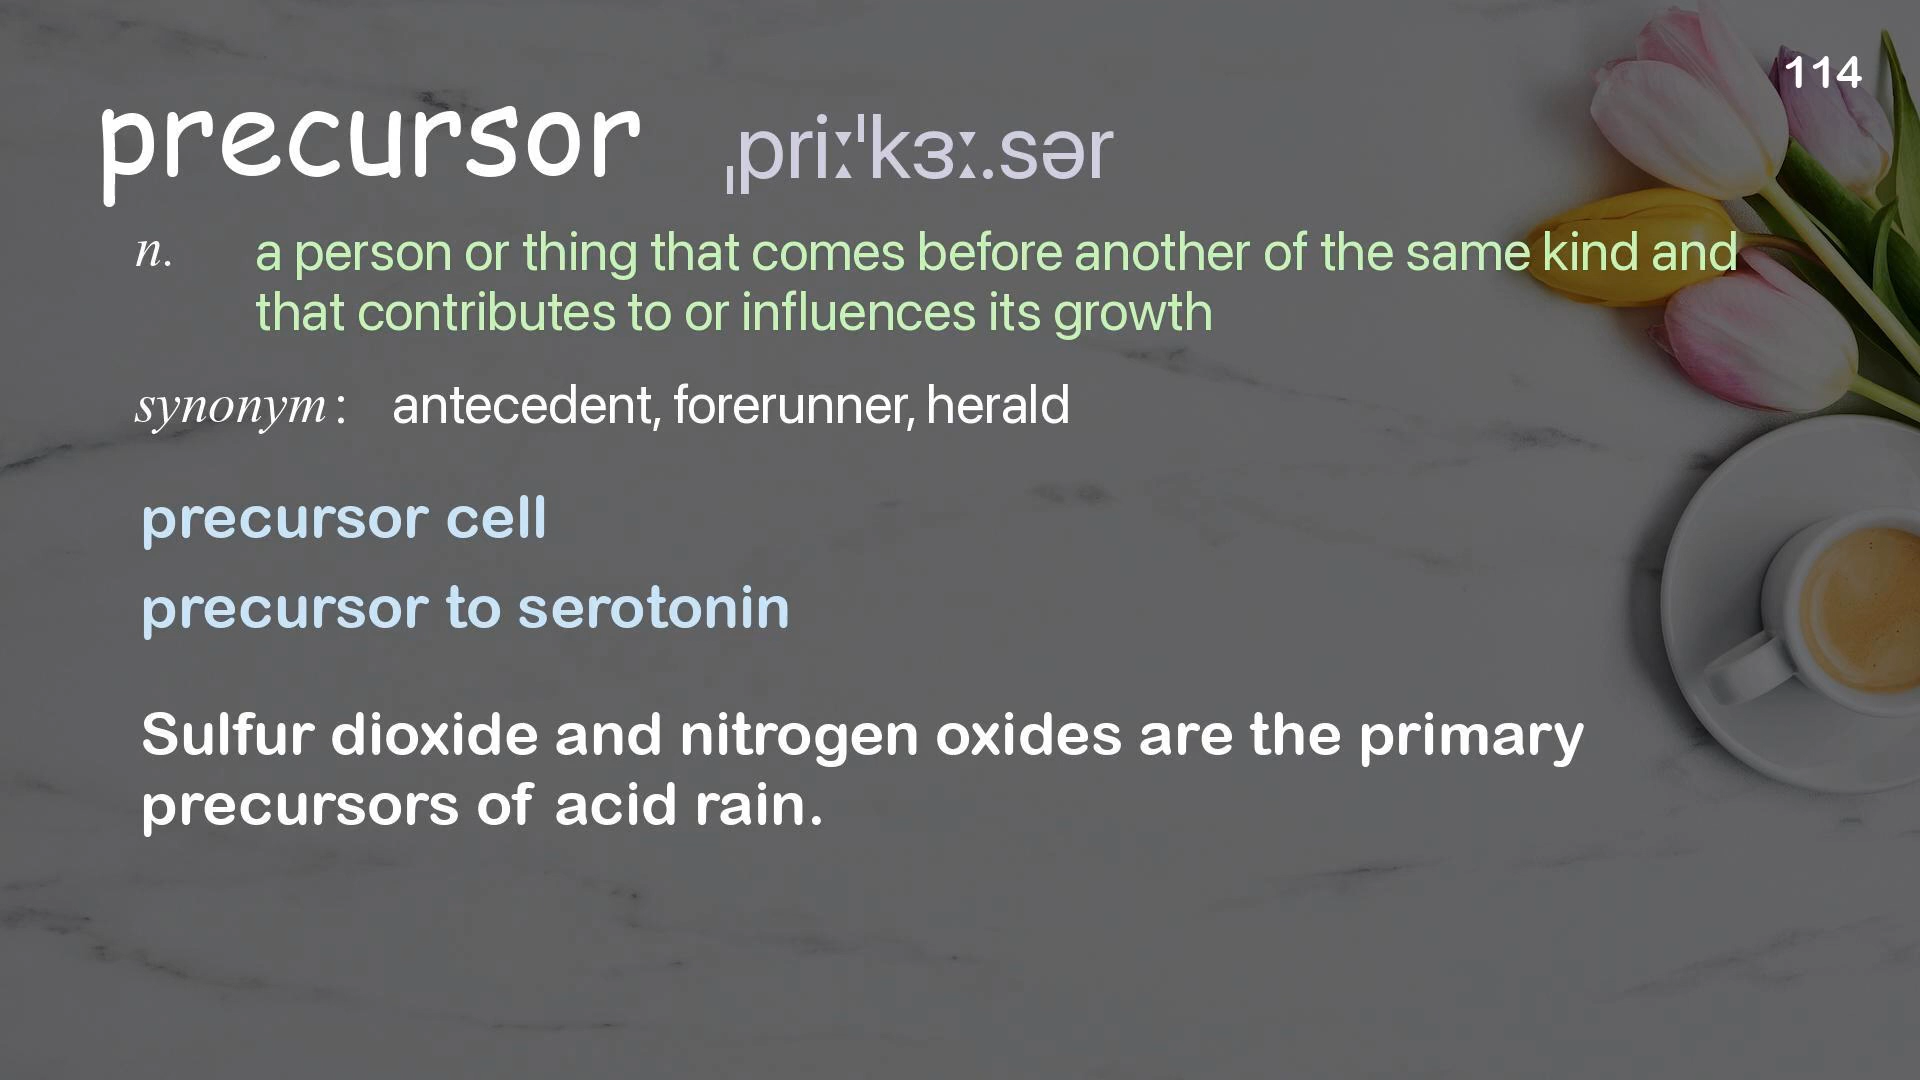 114
precursor ˌpriːˈkɜː.sər
n. a person or thing that comes before another of the same kind and
that contributes to or influences its growth
synonym: antecedent, forerunner, herald
precursor cell
precursor to serotonin
Sulfur dioxide and nitrogen oxides are the primary
precursors of acid rain.